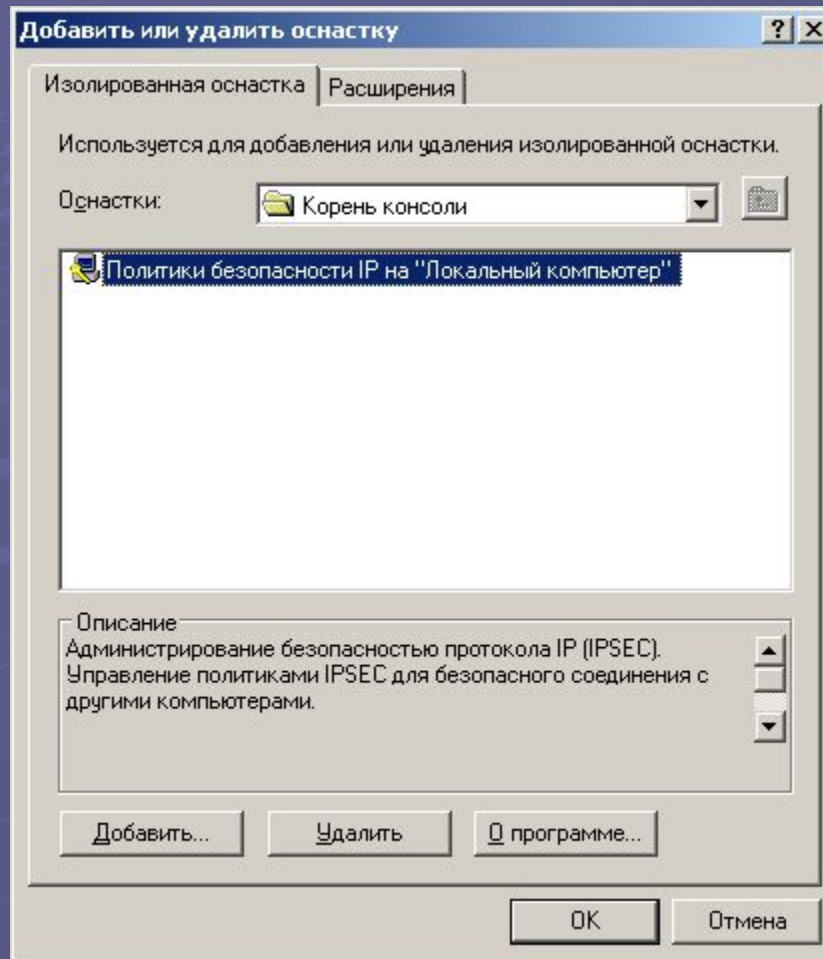 Добавить или удалить оснастку
Изолированная оснастка
Расширения
Используется для добавления или удаления изолированной оснастки.
Оснастки:
Корень консоли
Политики безопасности IP на "Локальный компьютер"
Описание
Администрирование безопасностью протокола IP (IPSEC).
Управление политиками IPSEC для безопасного соединения с
другими компьютерами.
Добавить...
Удалить
О программе...
OK
Отмена